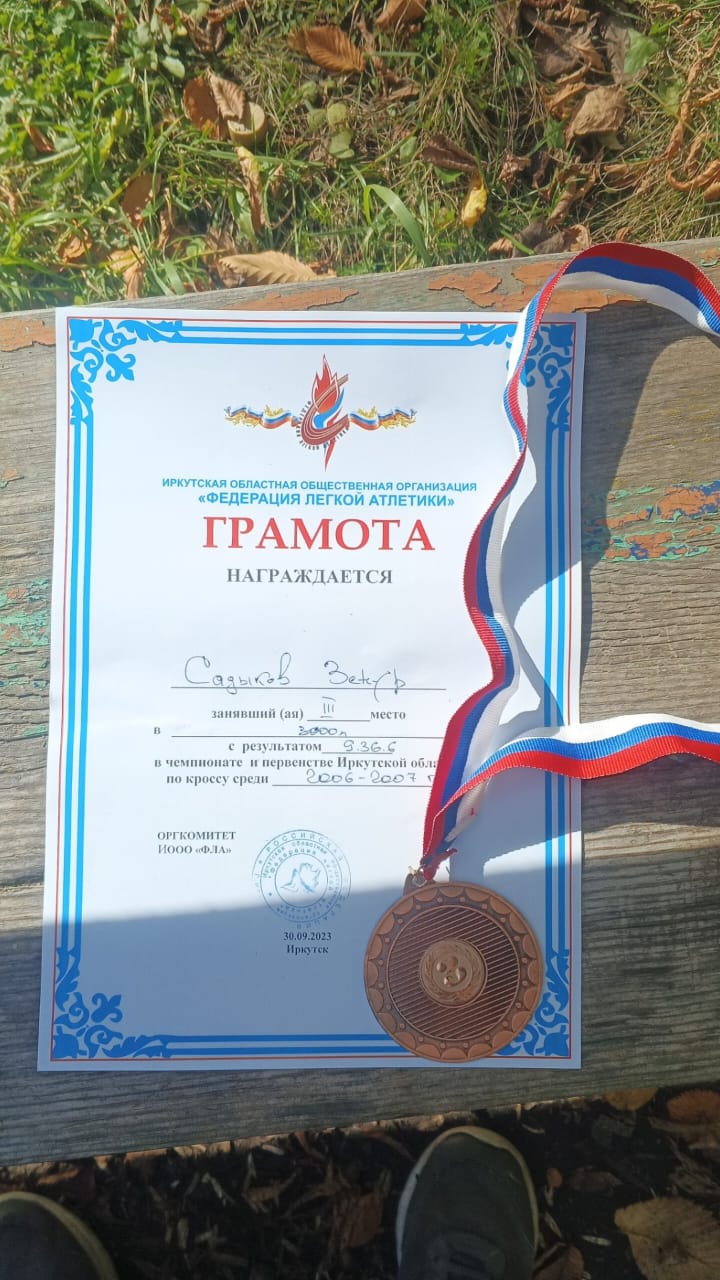 ИРКУТСКАЯ ОБЛАСТНАЯ ОБЩЕСТВЕННАЯ ОРГАНИЗАЦИЯ
«ФЕДЕРАЦИЯ ЛЕГКОЙ АТЛЕТИКИ»
ГРАМОТА
НАГРАЖДАЕТСЯ
Садыков
занявший (ая) III место
в 3000м
с результатом 9.36.6
в чемпионате и первенстве Иркутской
по кроссу среди 2006-2007 г
ОРГКОМИТЕТ
ИООО «ФЛА»
30.09.2023
Иркутск
3